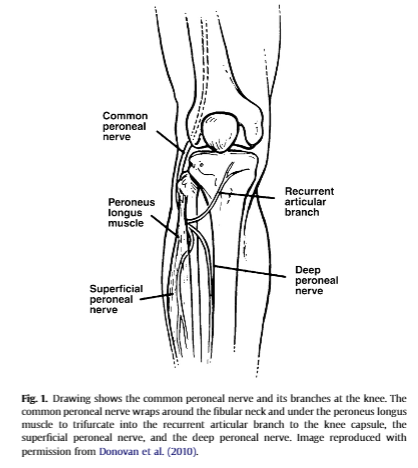 Common
peroneal
nerve
Peroneus
longus
muscle
Recurrent
articular
branch
Deep
peroneal
nerve
Superficial
peroneal
nerve
Fig. 1. Drawing shows the common peroneal nerve and its branches at the knee. The
common peroneal nerve wraps around the fibular neck and under the peroneus longus
muscle to trifurcate into the recurrent articular branch to the knee capsule, the
superficial peroneal nerve, and the deep peroneal nerve. Image reproduced with
permission from Donovan et al. (2010).